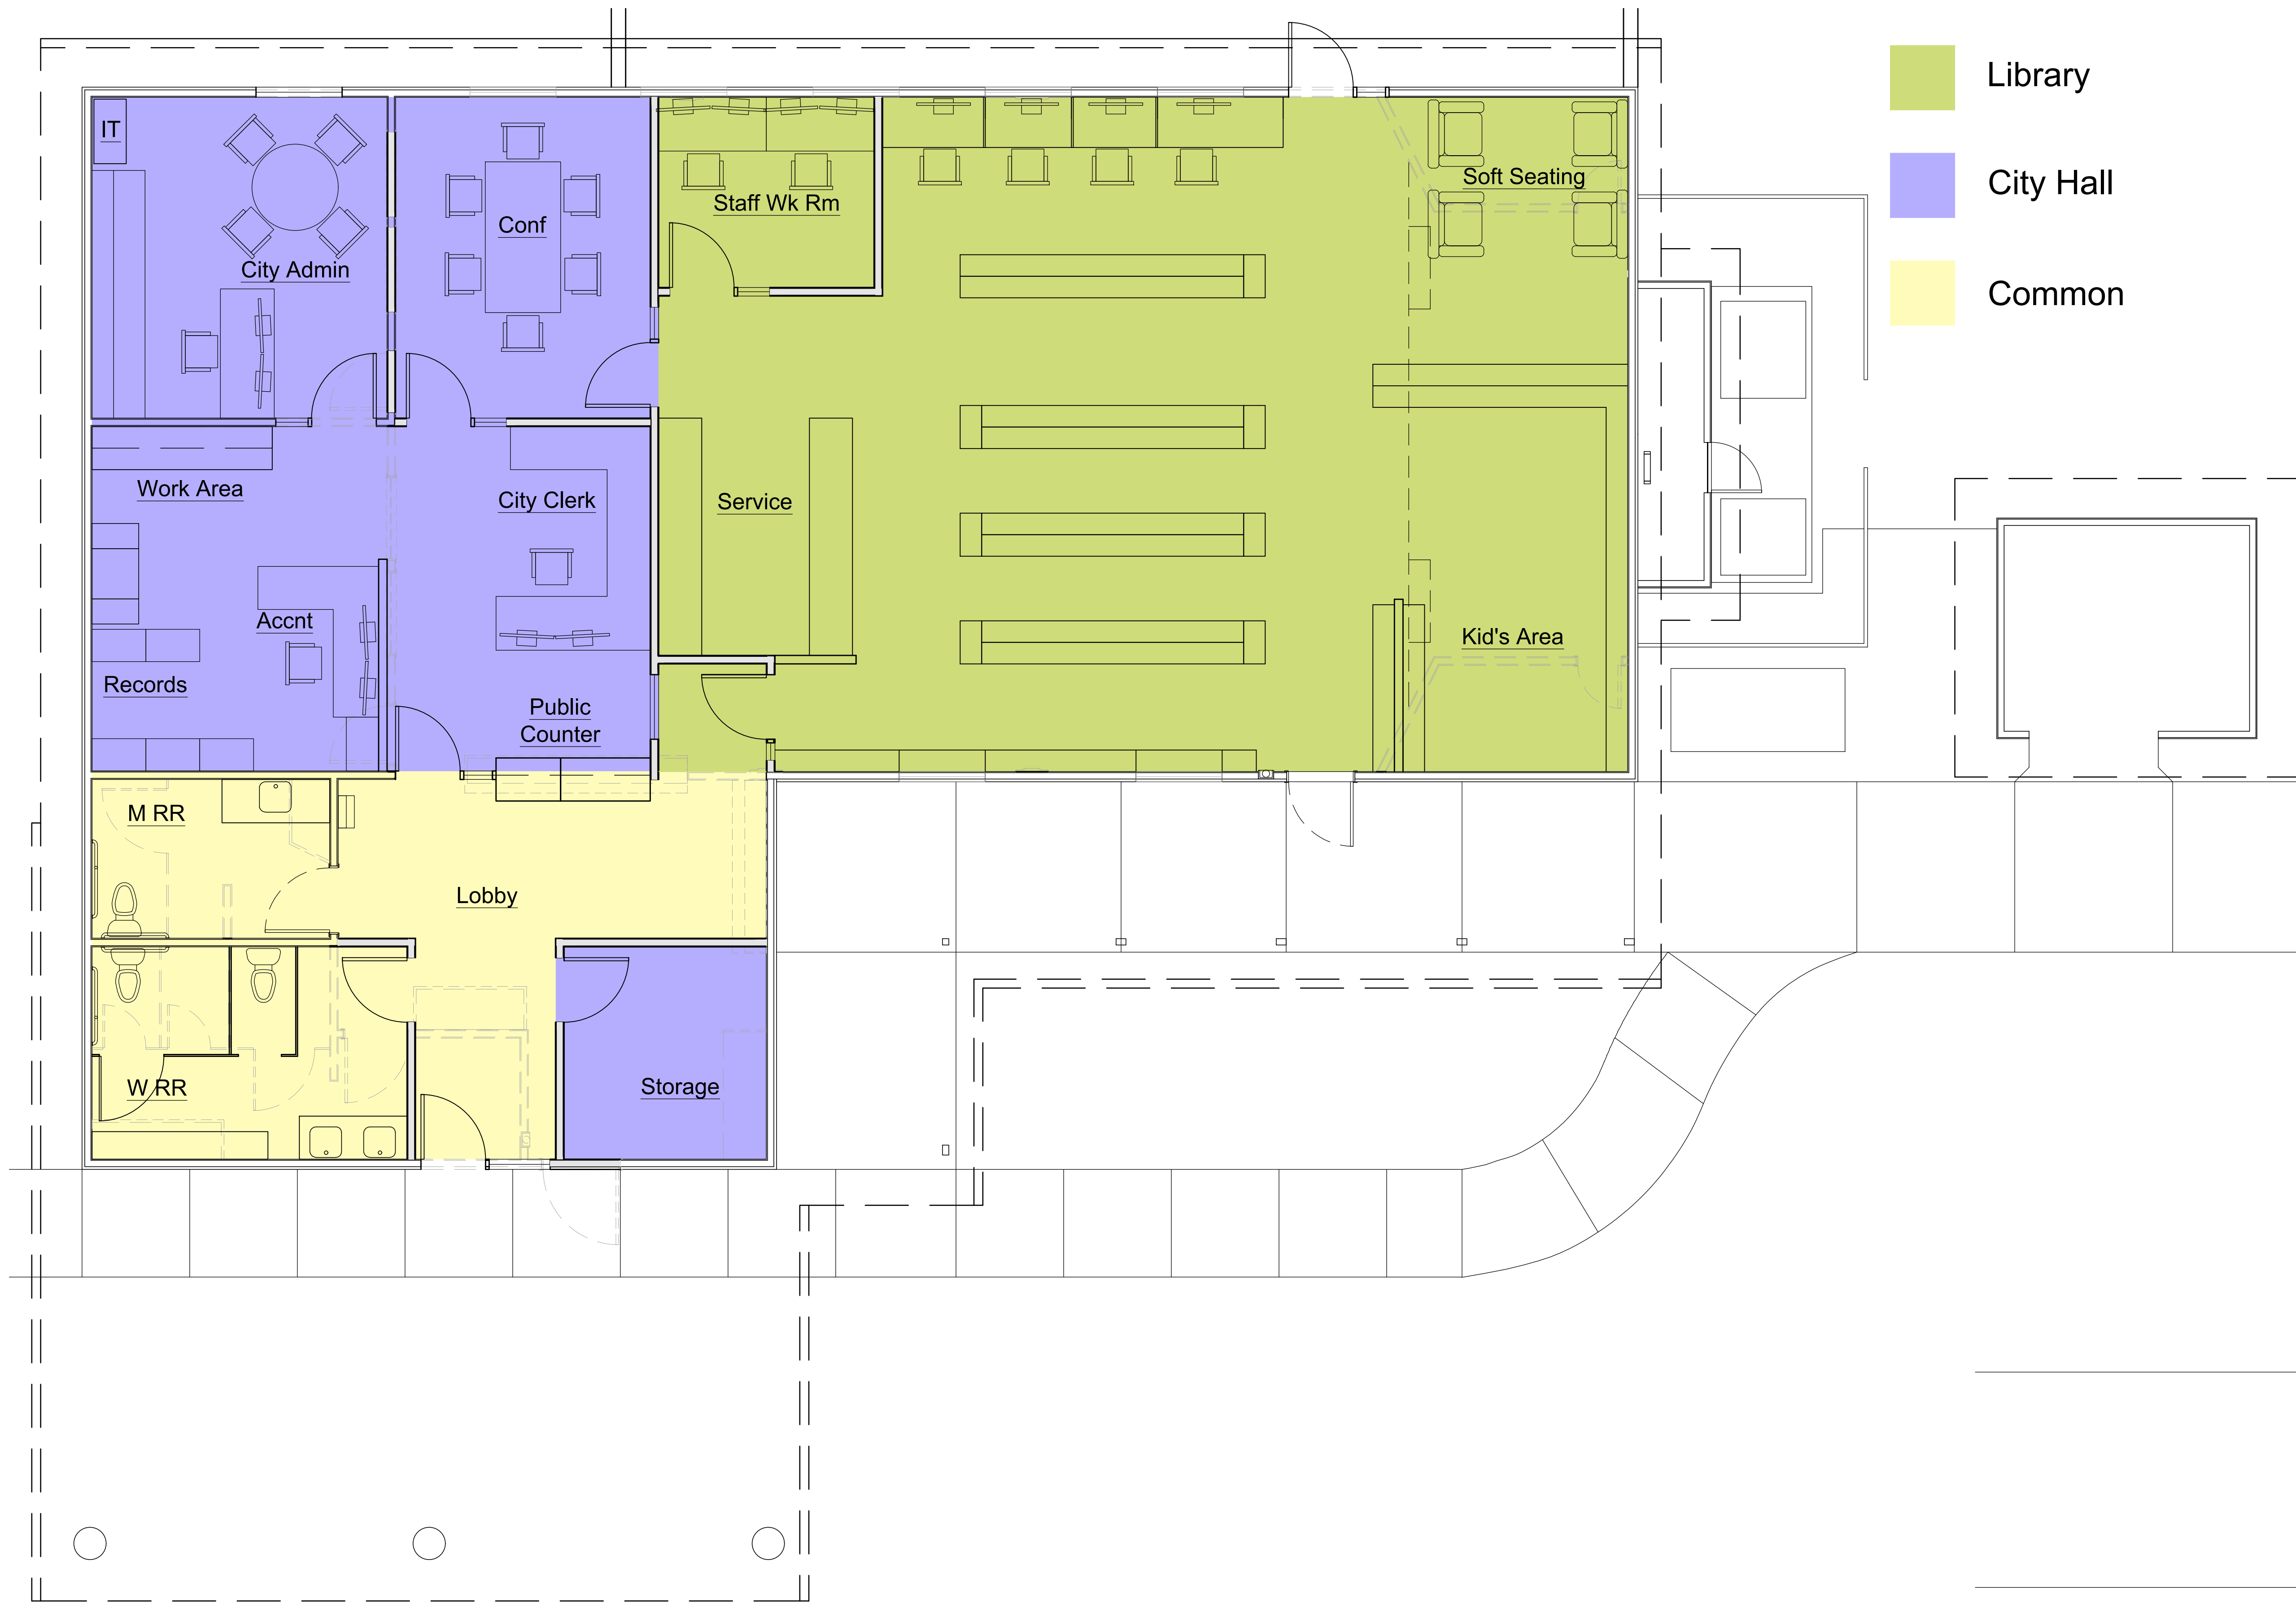 Library
City Hall
Common
IT
City Admin
Conf
Staff Wk Rm
Soft Seating
Work Area
City Clerk
Service
Accnt
Records
Public
Counter
Kid's Area
M RR
Lobby
W RR
Storage